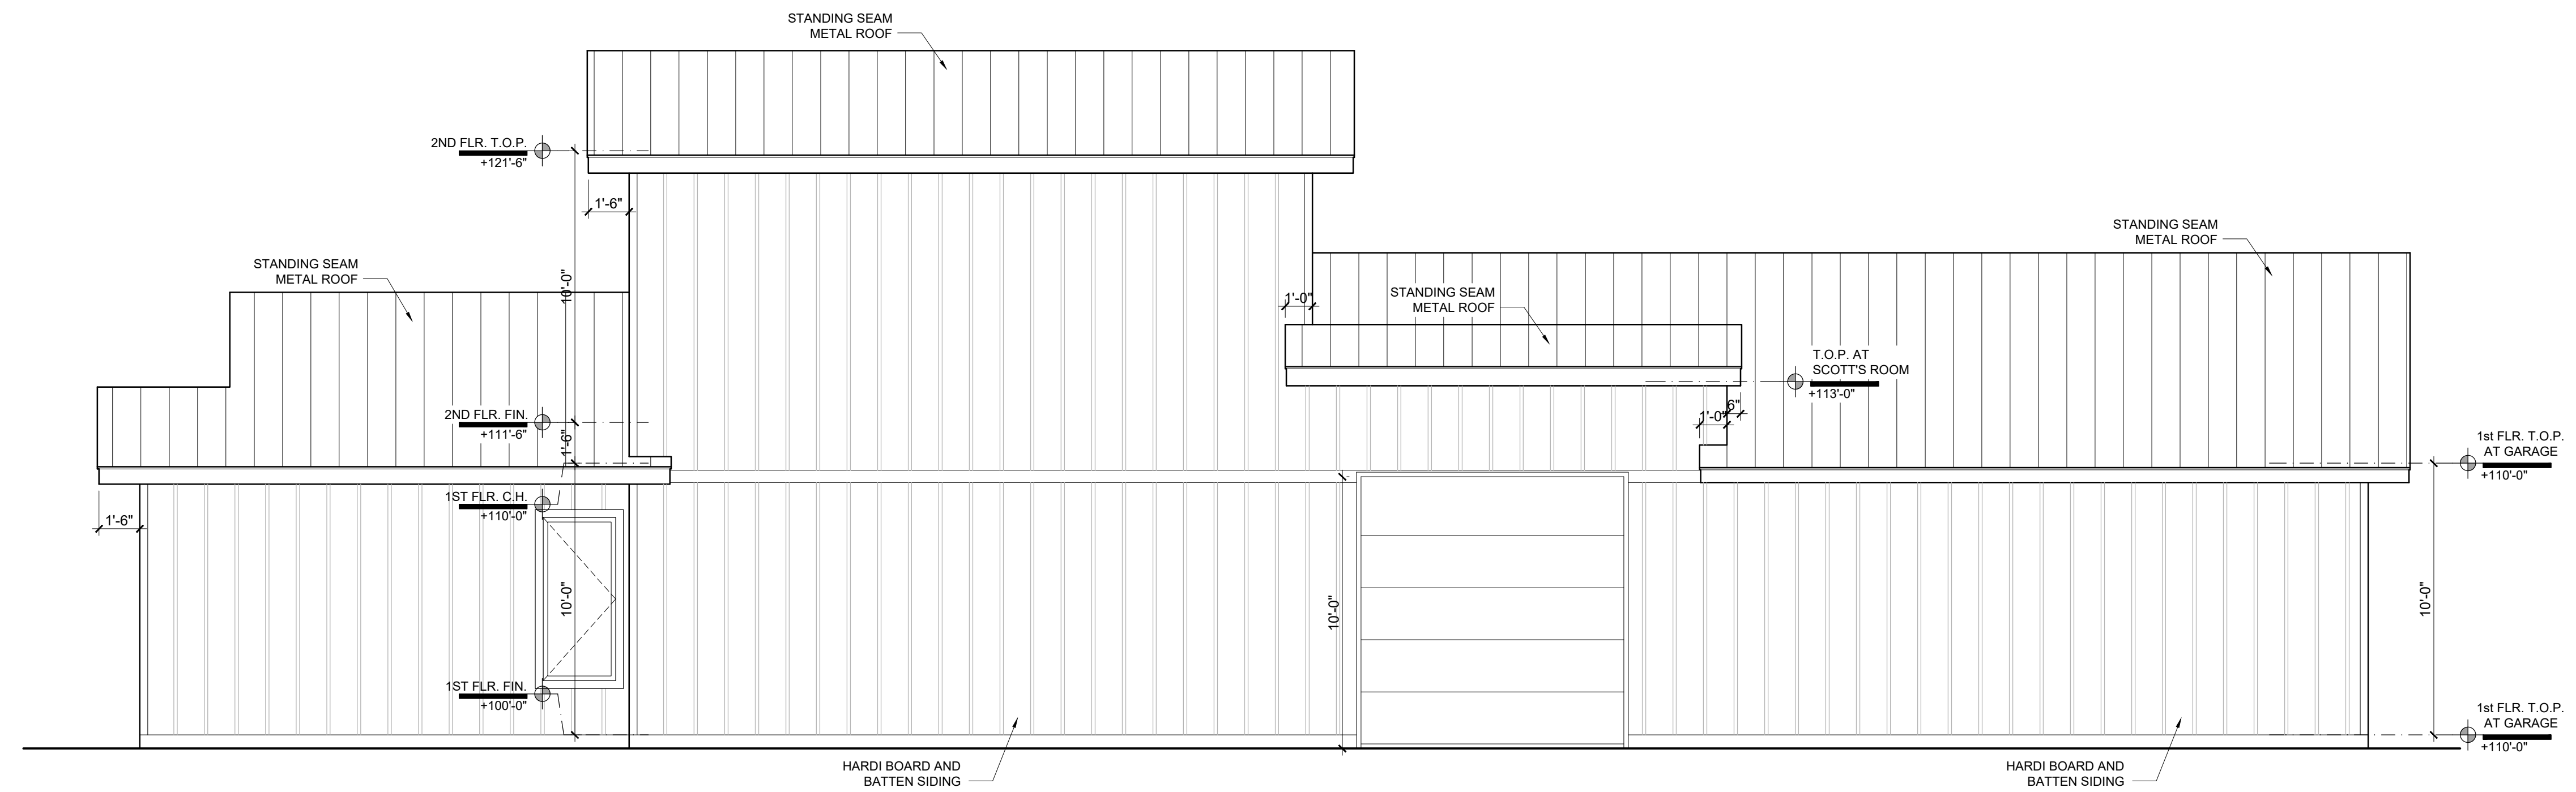 STANDING SEAM
METAL ROOF
2ND FLR. T.O.P.
+121'-6"
1'-6"
STANDING SEAM
METAL ROOF
STANDING SEAM
METAL ROOF
10'-0"
1'-0"
STANDING SEAM
METAL ROOF
T.O.P. AT
SCOTT'S ROOM
+113'-0"
2ND FLR. FIN.
+111'-6"
1'-6"
6"
1'-0"
1st FLR. T.O.P.
AT GARAGE
+110'-0"
1ST FLR. C.H.
+110'-0"
1'-6"
10'-0"
10'-0"
10'-0"
1ST FLR. FIN.
+100'-0"
1st FLR. T.O.P.
AT GARAGE
+110'-0"
HARDI BOARD AND
BATTEN SIDING
HARDI BOARD AND
BATTEN SIDING